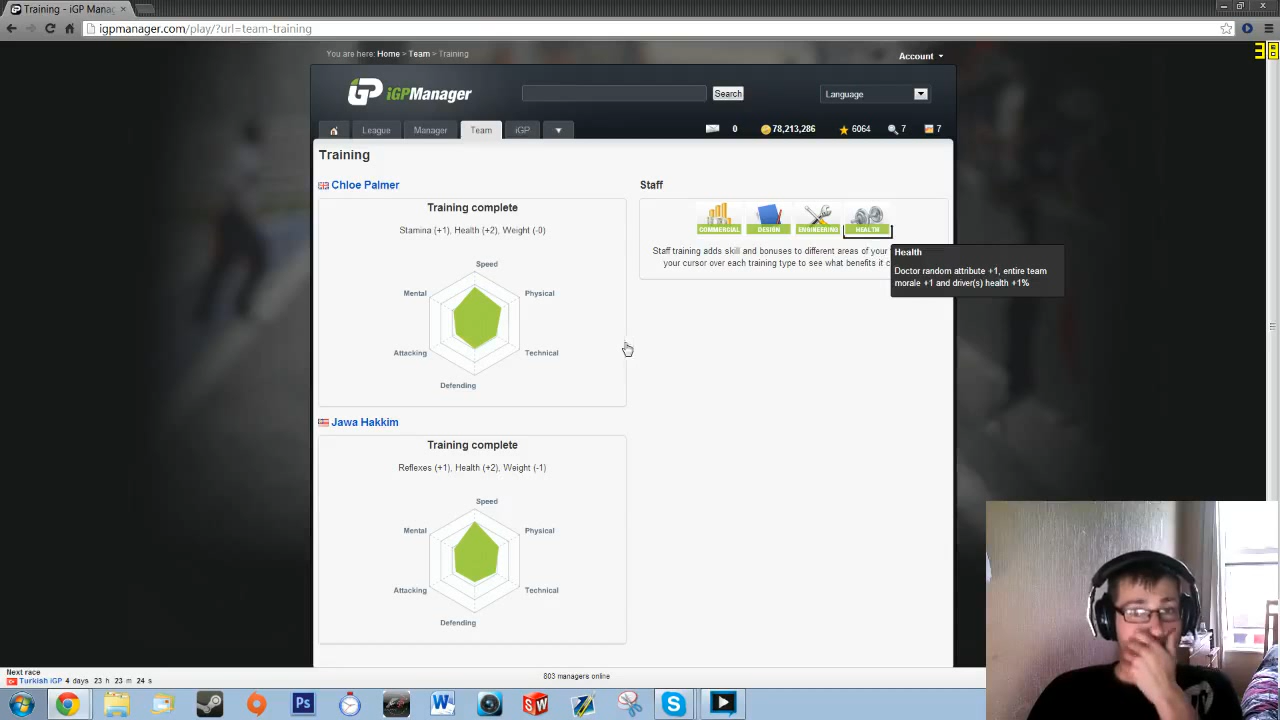 Training - iGP Manager
igpmanager.com/play/?url=team-training
38
You are here: Home > Team > Training
Account
iGPManager
Search
Language
League
Manager
Team
iGP
0
78,213,286
6064
7
7
Training
Chloe Palmer
Staff
Training complete
Stamina (+1), Health (+2), Weight (-0)
Speed
Mental
Physical
Attacking
Technical
Defending
COMMERCIAL
DESIGN
ENGINEERING
HEALTH
Staff training adds skill and bonuses to different areas of your
your cursor over each training type to see what benefits it
Health
Doctor random attribute +1, entire team
morale +1 and driver(s) health +1%
Jawa Hakkim
Training complete
Reflexes (+1), Health (+2), Weight (-1)
Speed
Mental
Physical
Attacking
Technical
Defending
Next race
Turkish iGP 4 days 23 h 23 m 24 s
803 managers online
Ps
W
SW
S